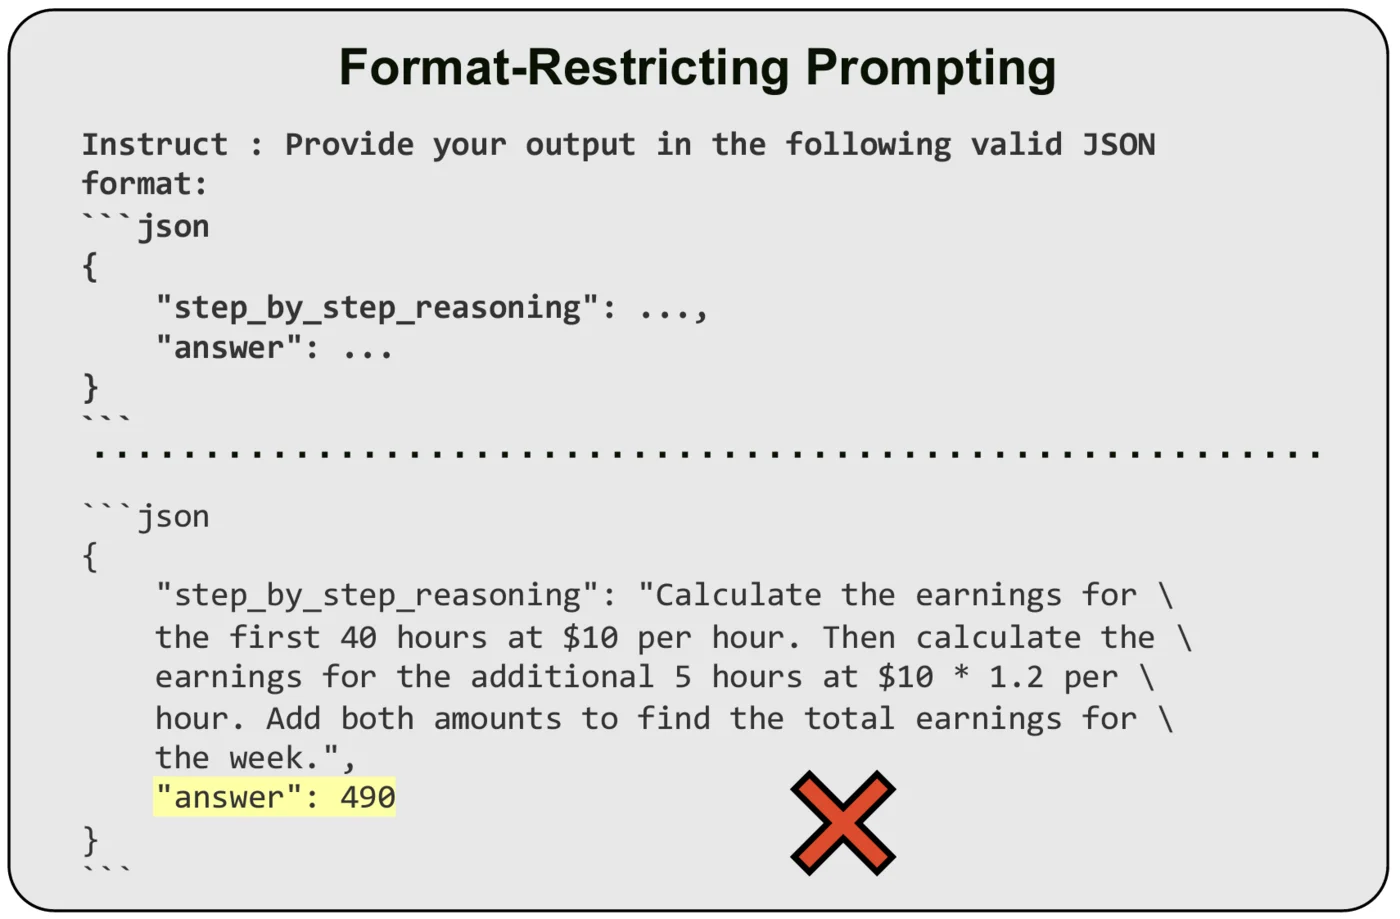 Format-Restricting Prompting
Instruct : Provide your output in the following valid JSON
format:
```json
{
    "step_by_step_reasoning": ...,
    "answer": ...
}
```
```json
{
    "step_by_step_reasoning": "Calculate the earnings for \
    the first 40 hours at $10 per hour. Then calculate the \
    earnings for the additional 5 hours at $10 * 1.2 per \
    hour. Add both amounts to find the total earnings for \
    the week.",
    "answer": 490
}
```